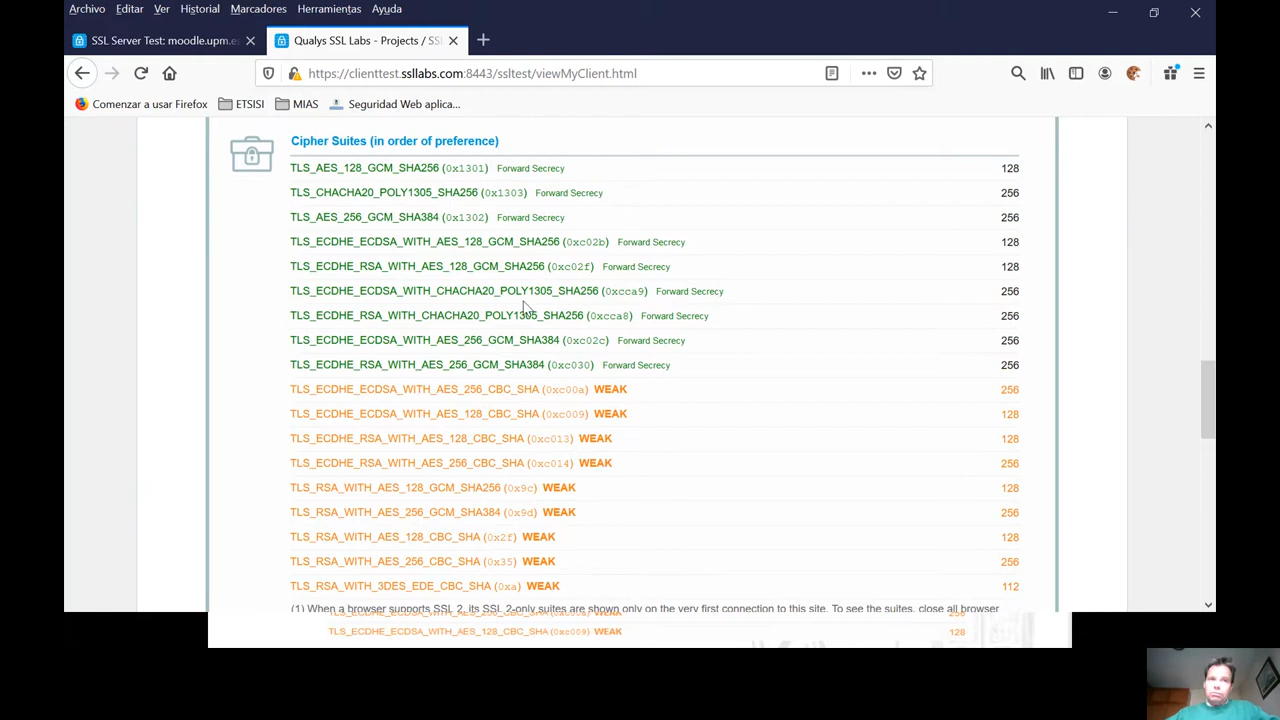 Archivo Editar Ver Historial Marcadores Herramientas Ayuda
SSL Server Test: moodle.upm.e
Qualys SSL Labs - Projects / SSL
https://clienttest.ssllabs.com:8443/ssltest/viewMyClient.html
Comenzar a usar Firefox ETSISI MIAS Seguridad Web aplica...
Cipher Suites (in order of preference)
TLS_AES_128_GCM_SHA256 (0x1301) Forward Secrecy 128
TLS_CHACHA20_POLY1305_SHA256 (0x1303) Forward Secrecy 256
TLS_AES_256_GCM_SHA384 (0x1302) Forward Secrecy 256
TLS_ECDHE_ECDSA_WITH_AES_128_GCM_SHA256 (0xc02b) Forward Secrecy 128
TLS_ECDHE_RSA_WITH_AES_128_GCM_SHA256 (0xc02f) Forward Secrecy 128
TLS_ECDHE_ECDSA_WITH_CHACHA20_POLY1305_SHA256 (0xcca9) Forward Secrecy 256
TLS_ECDHE_RSA_WITH_CHACHA20_POLY1305_SHA256 (0xcca8) Forward Secrecy 256
TLS_ECDHE_ECDSA_WITH_AES_256_GCM_SHA384 (0xc02c) Forward Secrecy 256
TLS_ECDHE_RSA_WITH_AES_256_GCM_SHA384 (0xc030) Forward Secrecy 256
TLS_ECDHE_ECDSA_WITH_AES_256_CBC_SHA (0xc00a) WEAK 256
TLS_ECDHE_ECDSA_WITH_AES_128_CBC_SHA (0xc009) WEAK 128
TLS_ECDHE_RSA_WITH_AES_128_CBC_SHA (0xc013) WEAK 128
TLS_ECDHE_RSA_WITH_AES_256_CBC_SHA (0xc014) WEAK 256
TLS_RSA_WITH_AES_128_GCM_SHA256 (0x9c) WEAK 128
TLS_RSA_WITH_AES_256_GCM_SHA384 (0x9d) WEAK 256
TLS_RSA_WITH_AES_128_CBC_SHA (0x2f) WEAK 128
TLS_RSA_WITH_AES_256_CBC_SHA (0x35) WEAK 256
TLS_RSA_WITH_3DES_EDE_CBC_SHA (0xa) WEAK 112
(1) When a browser supports SSL 2, its SSL 2-only suites are shown only on the very first connection to this site. To see the suites, close all browser
TLS_ECDHE_ECDSA_WITH_AES_128_CBC_SHA (0xc009) WEAK 128